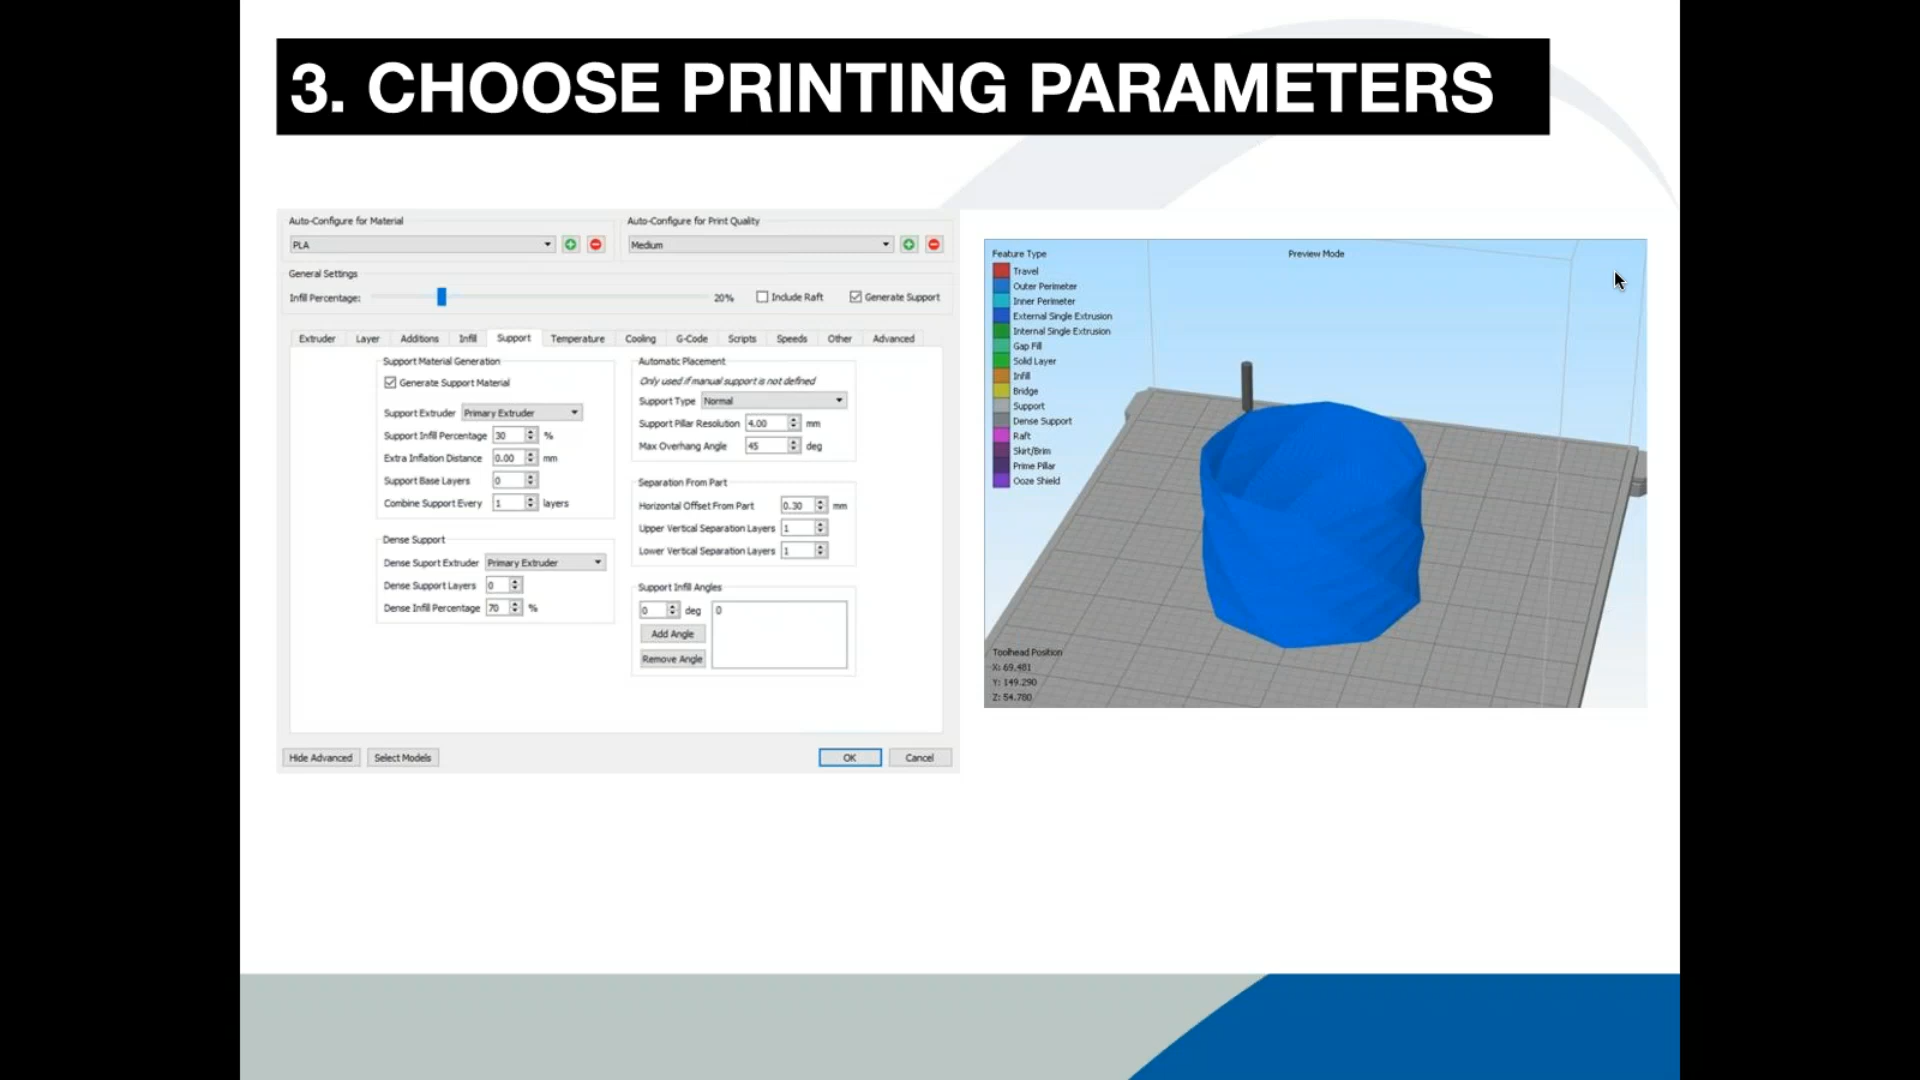 3. CHOOSE PRINTING PARAMETERS
Auto-Configure for Material
PLA
Auto-Configure for Print Quality
Medium
General Settings
Infill Percentage:
20%
Include Raft
Generate Support
Extruder Layer Additions Infill Support Temperature Cooling G-Code Scripts Speeds Other Advanced
Support Material Generation
Generate Support Material
Support Extruder Primary Extruder
Support Infill Percentage 30 %
Extra Inflation Distance 0.00 mm
Support Base Layers 0
Combine Support Every 1 layers
Dense Support
Dense Suport Extruder Primary Extruder
Dense Support Layers 0
Dense Infill Percentage 70 %
Automatic Placement
Only used if manual support is not defined
Support Type Normal
Support Pillar Resolution 4.00 mm
Max Overhang Angle 45 deg
Separation From Part
Horizontal Offset From Part 0.30 mm
Upper Vertical Separation Layers 1
Lower Vertical Separation Layers 1
Support Infill Angles
0 deg 0
Add Angle
Remove Angle
Hide Advanced Select Models OK Cancel
Feature Type
Preview Mode
Travel
Outer Perimeter
Inner Perimeter
External Single Extrusion
Internal Single Extrusion
Gap Fill
Solid Layer
Infill
Bridge
Support
Dense Support
Raft
Skirt/Brim
Prime Pillar
Ooze Shield
Toolhead Position
X: 69.481
Y: 149.290
Z: 54.780